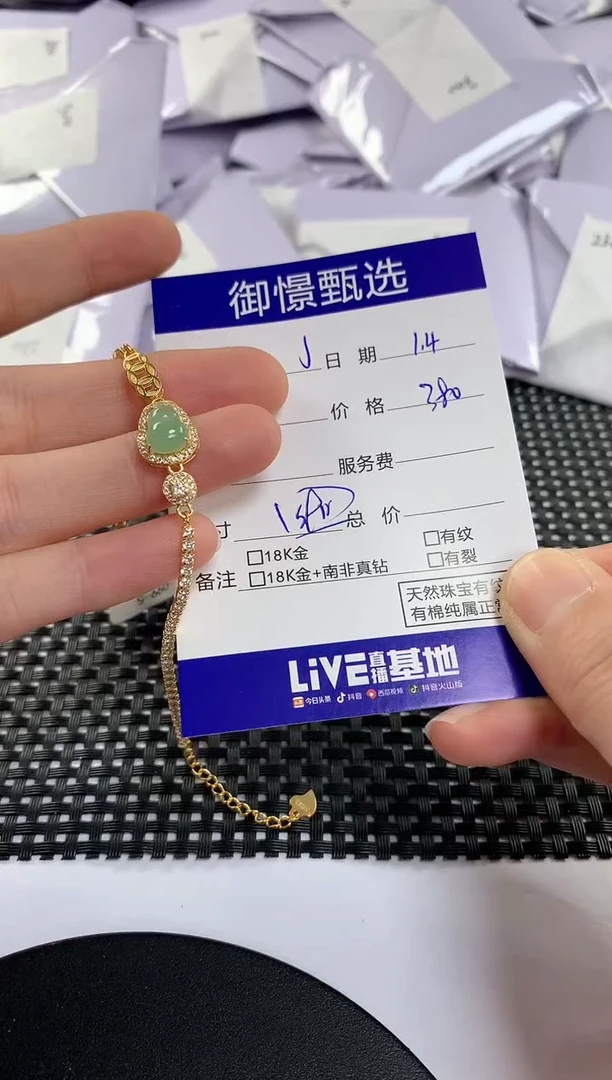 御憬甄选
日 期 1.4
价 格 380
服务费
寸 总 价
备注 □18K金 □有纹
□18K金+南非真钻 □有裂
天然珠宝有纹
有棉纯属正常
LiVE直播基地
今日头条 抖音 西瓜视频 抖音火山版